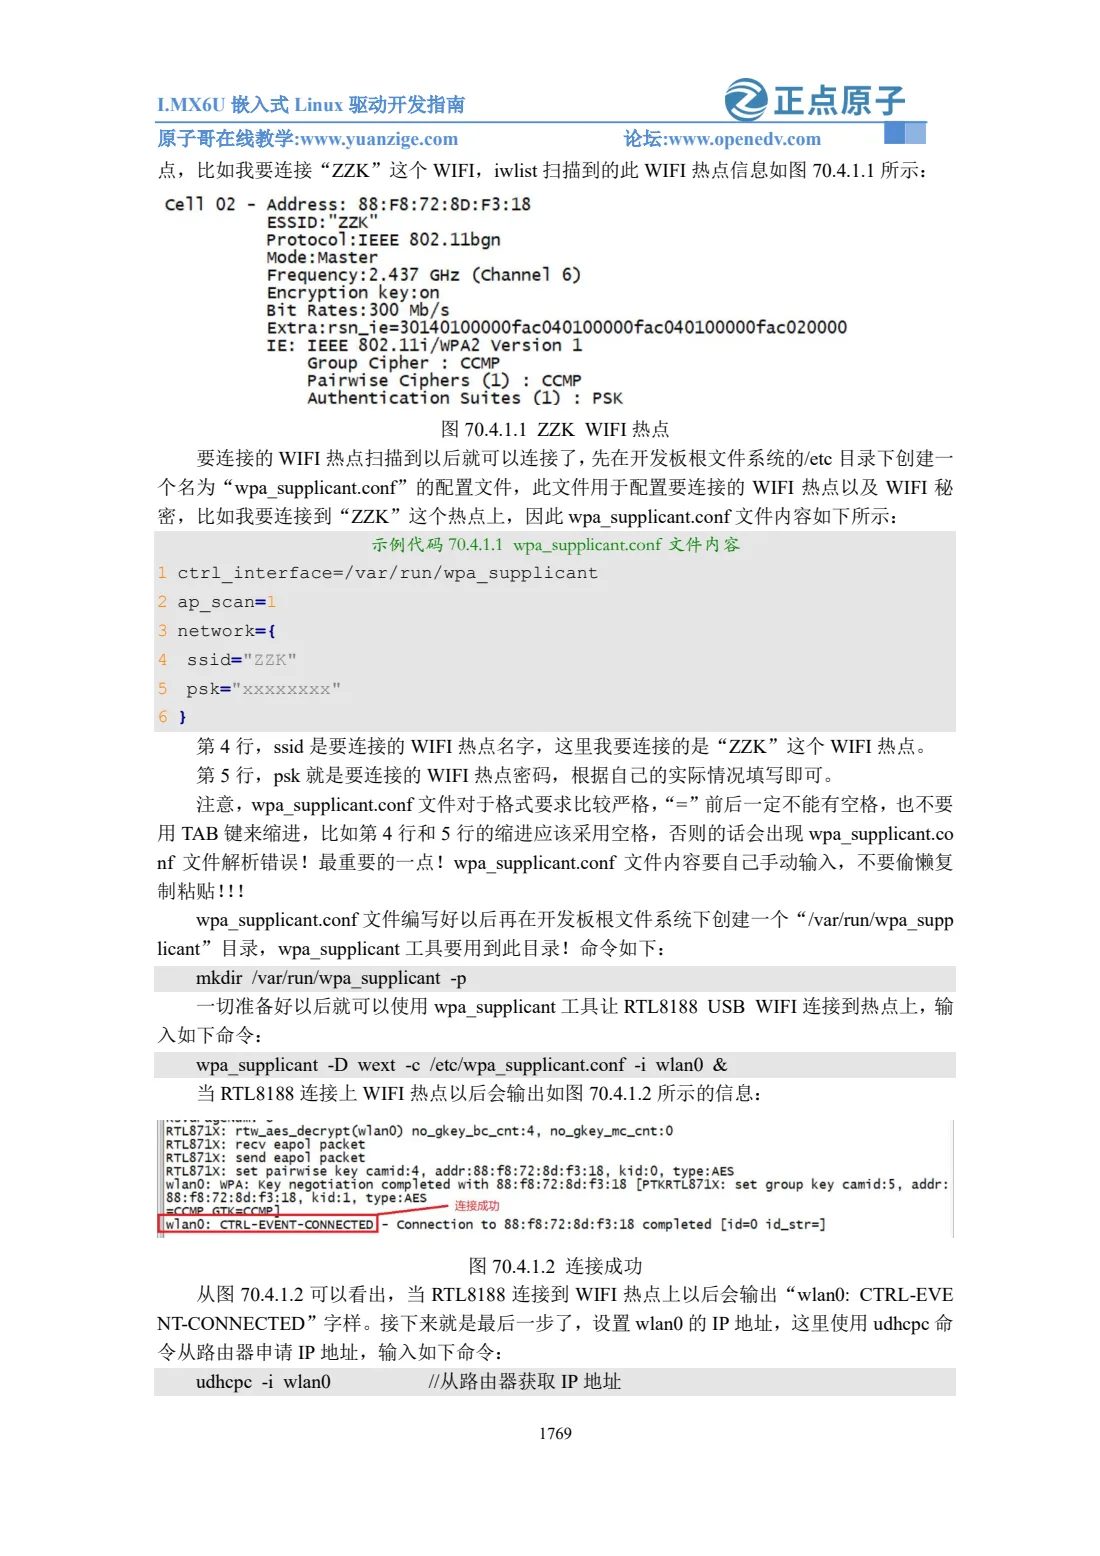 I.MX6U 嵌入式 Linux 驱动开发指南
正点原子
原子哥在线教学:www.yuanzige.com 论坛:www.openedv.com
点，比如我要连接“ZZK”这个 WIFI，iwlist 扫描到的此 WIFI 热点信息如图 70.4.1.1 所示：
Cell 02 - Address: 88:F8:72:8D:F3:18
ESSID:"ZZK"
Protocol:IEEE 802.11bgn
Mode:Master
Frequency:2.437 GHz (Channel 6)
Encryption key:on
Bit Rates:300 Mb/s
Extra:rsn_ie=30140100000fac040100000fac040100000fac020000
IE: IEEE 802.11i/WPA2 Version 1
Group Cipher : CCMP
Pairwise Ciphers (1) : CCMP
Authentication Suites (1) : PSK
图 70.4.1.1 ZZK WIFI 热点
要连接的 WIFI 热点扫描到以后就可以连接了，先在开发板根文件系统的/etc 目录下创建一
个名为“wpa_supplicant.conf”的配置文件，此文件用于配置要连接的 WIFI 热点以及 WIFI 秘
密，比如我要连接到“ZZK”这个热点上，因此 wpa_supplicant.conf 文件内容如下所示：
示例代码 70.4.1.1 wpa_supplicant.conf 文件内容
1 ctrl_interface=/var/run/wpa_supplicant
2 ap_scan=1
3 network={
4  ssid="ZZK"
5  psk="xxxxxxxx"
6 }
第 4 行，ssid 是要连接的 WIFI 热点名字，这里我要连接的是“ZZK”这个 WIFI 热点。
第 5 行，psk 就是要连接的 WIFI 热点密码，根据自己的实际情况填写即可。
注意，wpa_supplicant.conf 文件对于格式要求比较严格，“=”前后一定不能有空格，也不要
用 TAB 键来缩进，比如第 4 行和 5 行的缩进应该采用空格，否则的话会出现 wpa_supplicant.co
nf 文件解析错误！最重要的一点！wpa_supplicant.conf 文件内容要自己手动输入，不要偷懒复
制粘贴！！！
wpa_supplicant.conf 文件编写好以后再在开发板根文件系统下创建一个“/var/run/wpa_supp
licant”目录，wpa_supplicant 工具要用到此目录！命令如下：
mkdir /var/run/wpa_supplicant -p
一切准备好以后就可以使用 wpa_supplicant 工具让 RTL8188 USB WIFI 连接到热点上，输
入如下命令：
wpa_supplicant -D wext -c /etc/wpa_supplicant.conf -i wlan0 &
当 RTL8188 连接上 WIFI 热点以后会输出如图 70.4.1.2 所示的信息：
RTL871X: rtw_aes_decrypt(wlan0) no_gkey_bc_cnt:4, no_gkey_mc_cnt:0
RTL871X: recv eapol packet
RTL871X: send eapol packet
RTL871X: set pairwise key camid:4, addr:88:f8:72:8d:f3:18, kid:0, type:AES
wlan0: WPA: Key negotiation completed with 88:f8:72:8d:f3:18 [PTKRTL871X: set group key camid:5, addr:
88:f8:72:8d:f3:18, kid:1, type:AES
=CCMP GTK=CCMP]
连接成功
wlan0: CTRL-EVENT-CONNECTED - Connection to 88:f8:72:8d:f3:18 completed [id=0 id_str=]
图 70.4.1.2 连接成功
从图 70.4.1.2 可以看出，当 RTL8188 连接到 WIFI 热点上以后会输出“wlan0: CTRL-EVE
NT-CONNECTED”字样。接下来就是最后一步了，设置 wlan0 的 IP 地址，这里使用 udhcpc 命
令从路由器申请 IP 地址，输入如下命令：
udhcpc -i wlan0 //从路由器获取 IP 地址
1769